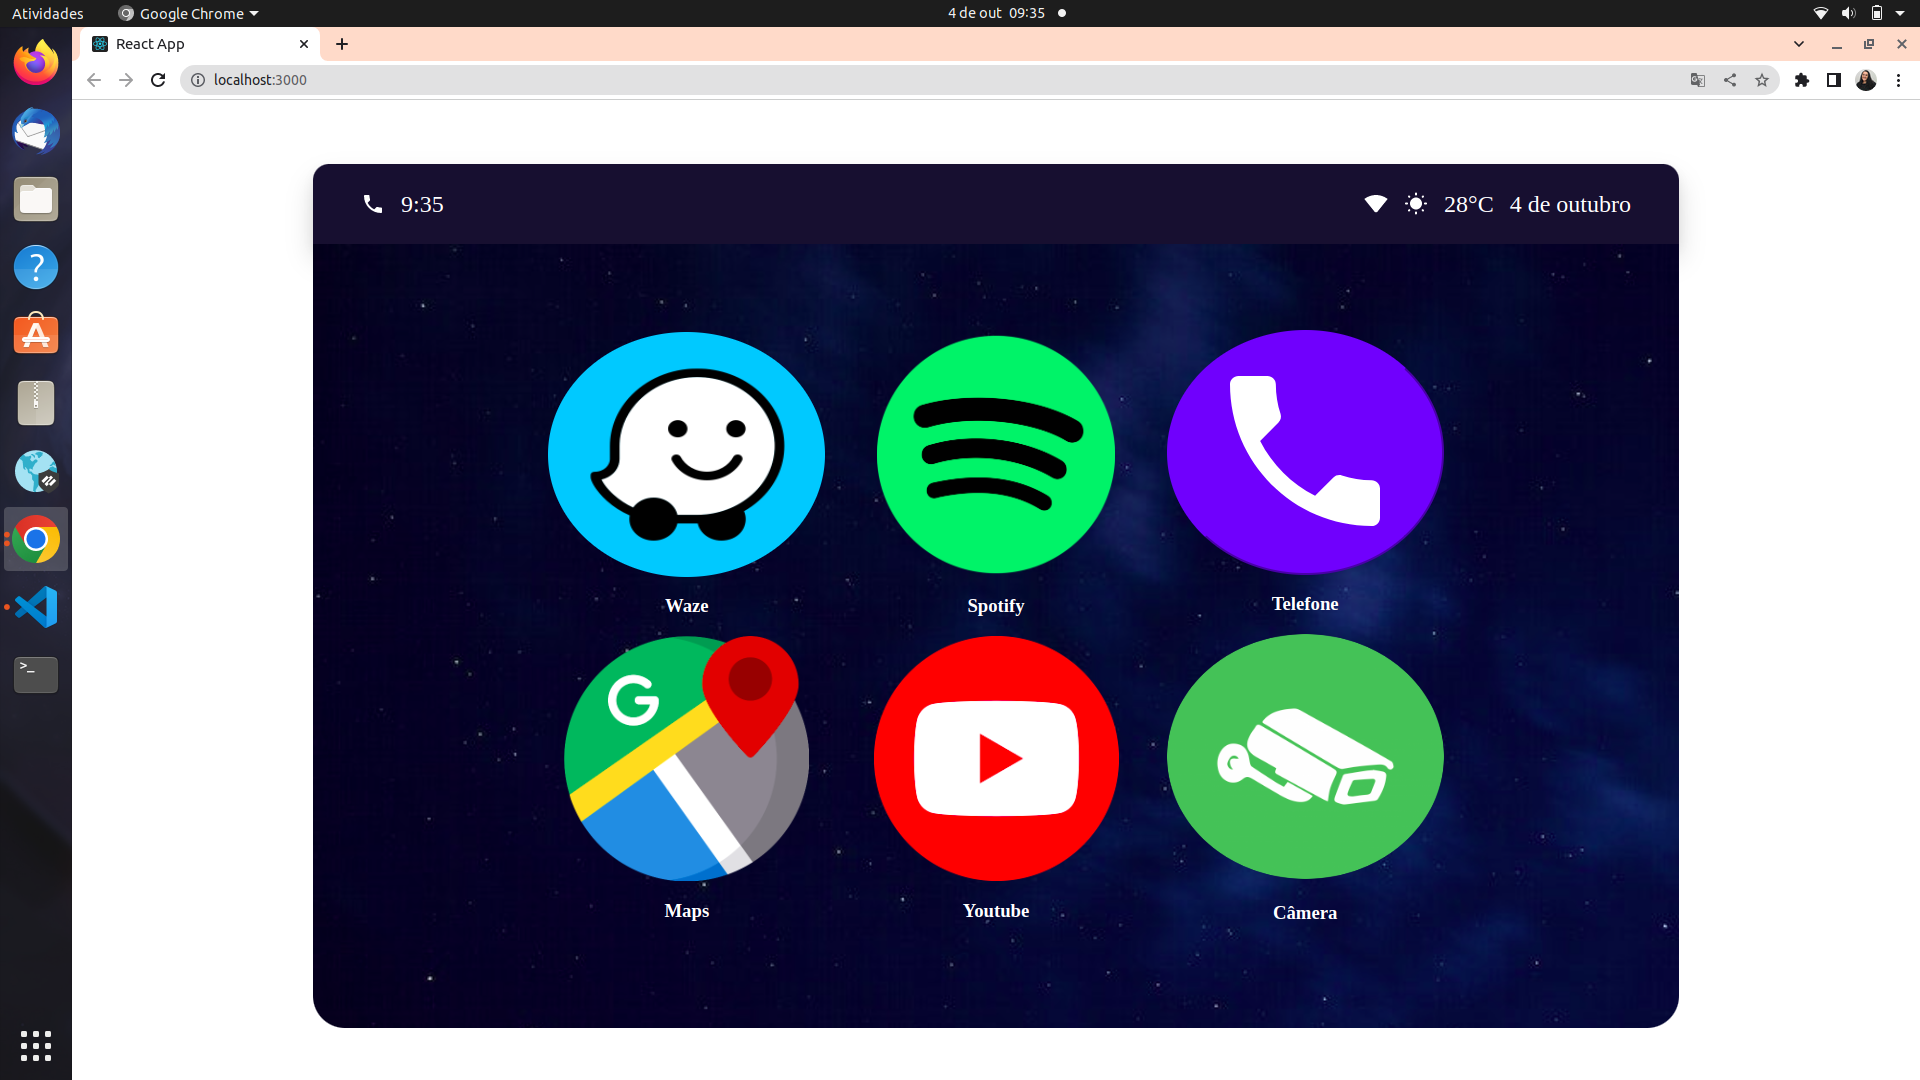 Atividades
Google Chrome
4 de out 09:35
React App
localhost:3000
9:35
28°C 4 de outubro
Waze
Spotify
Telefone
G
Maps
Youtube
Câmera